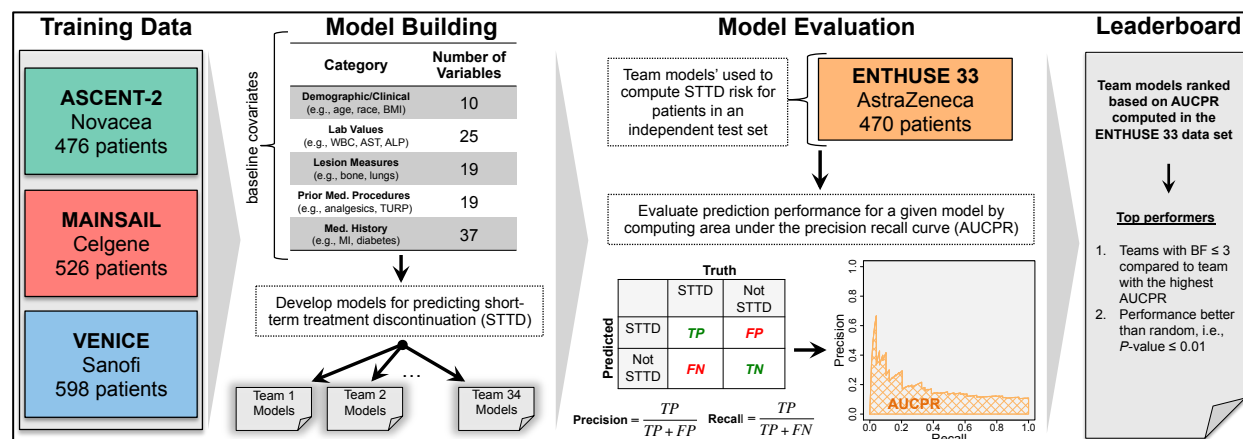 Training Data
ASCENT-2
Novacea
476 patients
MAINSAIL
Celgene
526 patients
VENICE
Sanofi
598 patients
Model Building
baseline covariates
Category
Number of
Variables
Demographic/Clinical
(e.g., age, race, BMI)
10
Lab Values
(e.g., WBC, AST, ALP)
25
Lesion Measures
(e.g., bone, lungs)
19
Prior Med. Procedures
(e.g., analgesics, TURP)
19
Med. History
(e.g., MI, diabetes)
37
Develop models for predicting short-
term treatment discontinuation (STTD)
...
Team 1
Models
Team 2
Models
Team 34
Models
Model Evaluation
Team models' used to
compute STTD risk for
patients in an
independent test set
ENTHUSE 33
AstraZeneca
470 patients
Evaluate prediction performance for a given model by
computing area under the precision recall curve (AUCPR)
Truth
Predicted
STTD
Not
STTD
STTD
TP
FP
Not
STTD
FN
TN
Precision = TP / TP + FP
Recall = TP / TP + FN
Precision
0.0 0.2 0.4 0.6 0.8 1.0
AUCPR
0.0 0.2 0.4 0.6 0.8 1.0
Recall
Leaderboard
Team models ranked
based on AUCPR
computed in the
ENTHUSE 33 data set
Top performers
1. Teams with BF ≤ 3
compared to team
with the highest
AUCPR
2. Performance better
than random, i.e.,
P-value ≤ 0.01